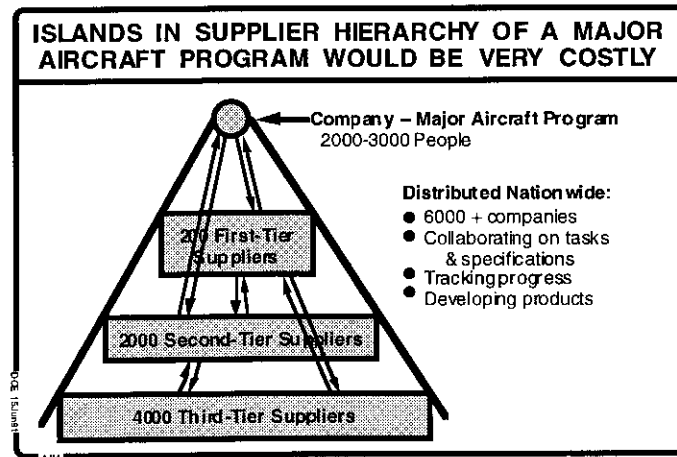 ISLANDS IN SUPPLIER HIERARCHY OF A MAJOR
AIRCRAFT PROGRAM WOULD BE VERY COSTLY
Company – Major Aircraft Program
2000-3000 People
Distributed Nationwide:
● 6000 + companies
● Collaborating on tasks
& specifications
● Tracking progress
● Developing products
200 First-Tier
Suppliers
2000 Second-Tier Suppliers
4000 Third-Tier Suppliers